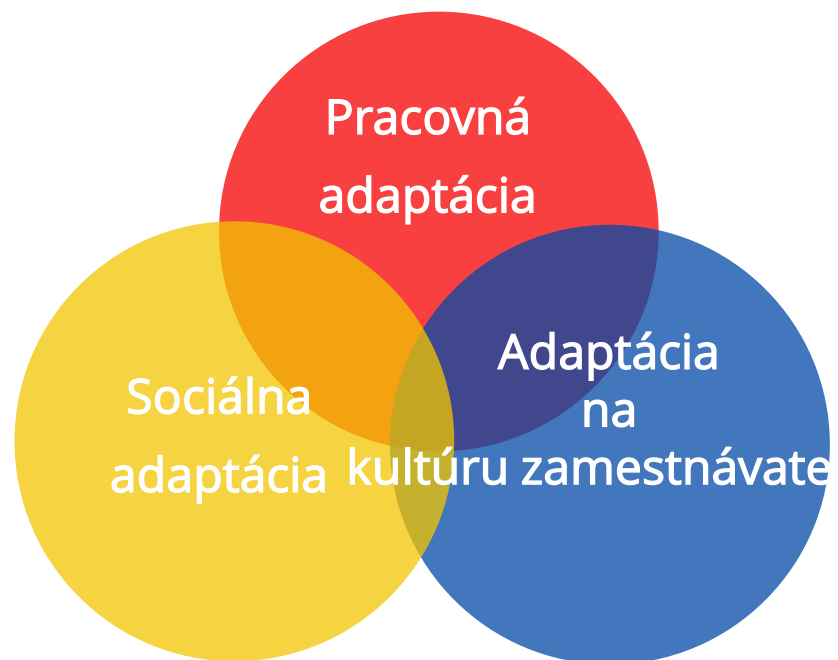 Pracovná
adaptácia
Sociálna
adaptácia
Adaptácia
na
kultúru zamestnávate